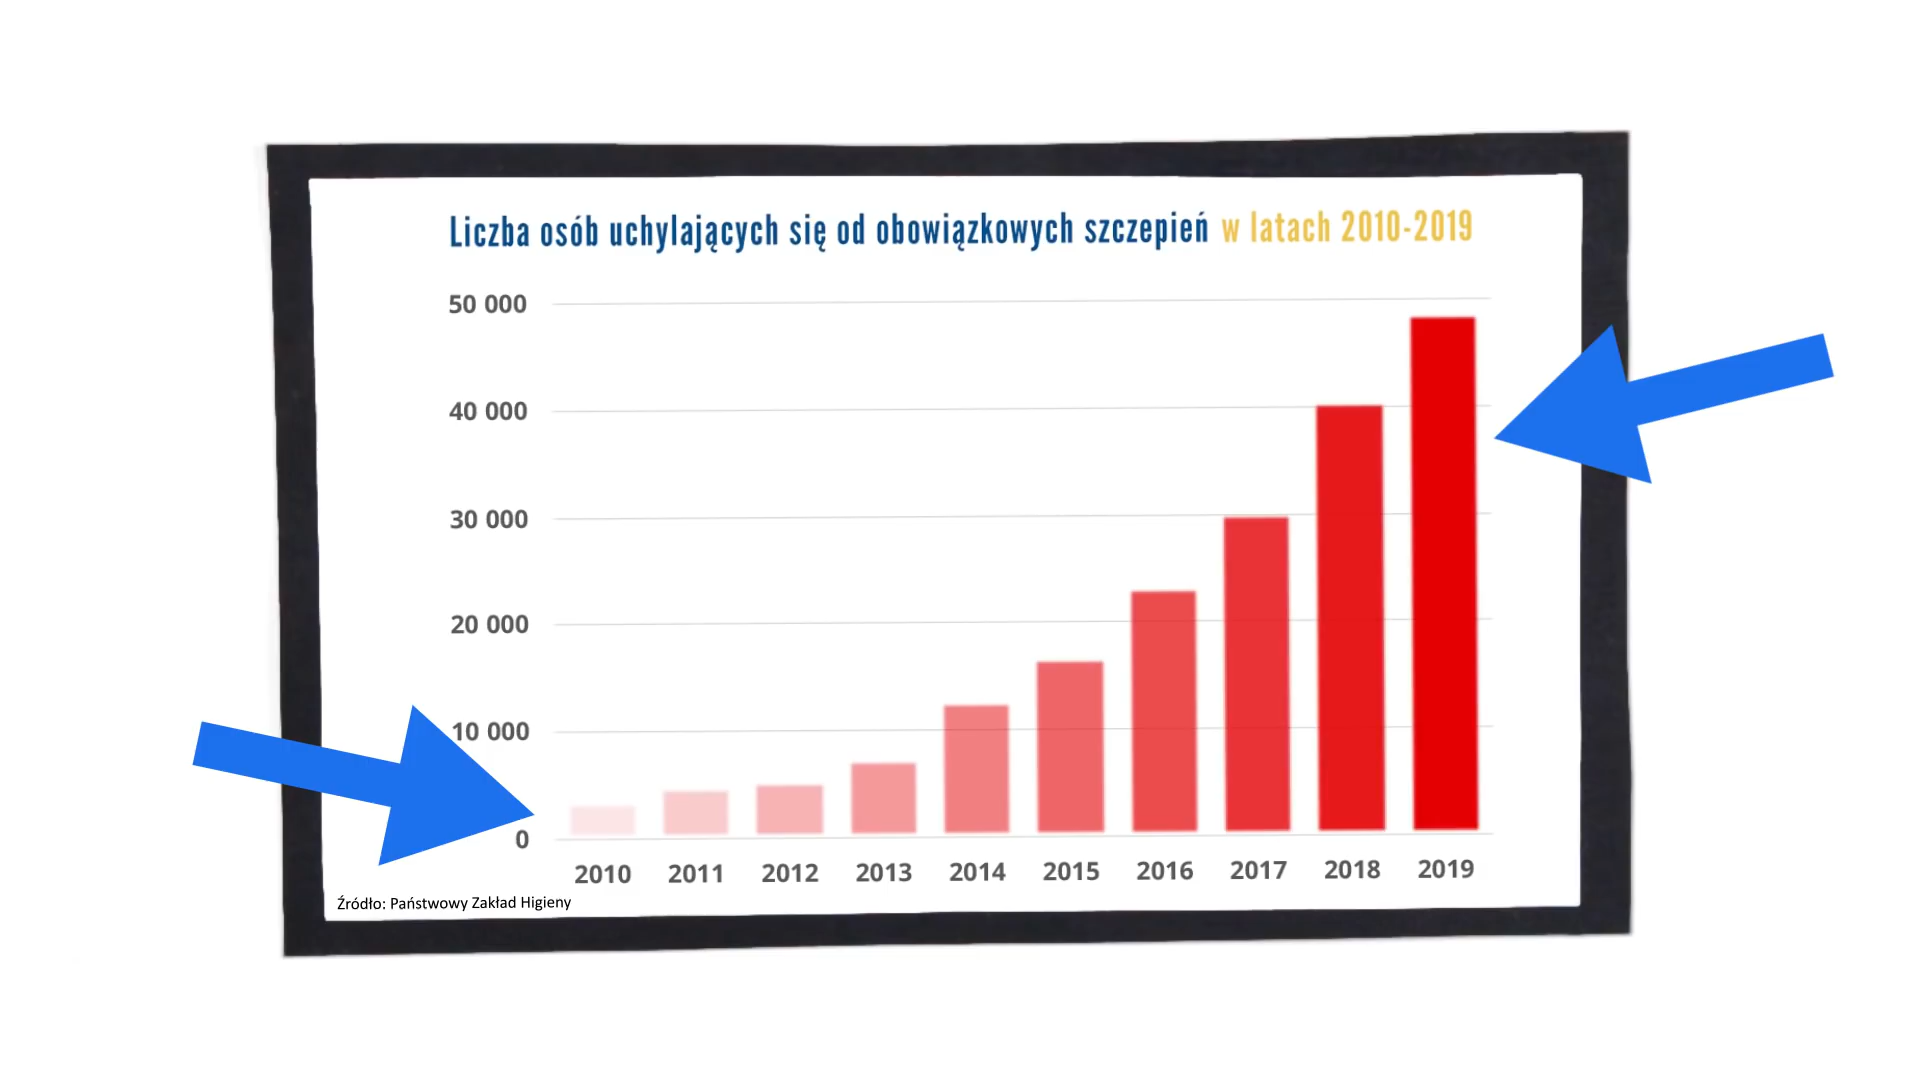 Liczba osób uchylających się od obowiązkowych szczepień w latach 2010-2019
50 000
40 000
30 000
20 000
10 000
0
2010 2011 2012 2013 2014 2015 2016 2017 2018 2019
Źródło: Państwowy Zakład Higieny